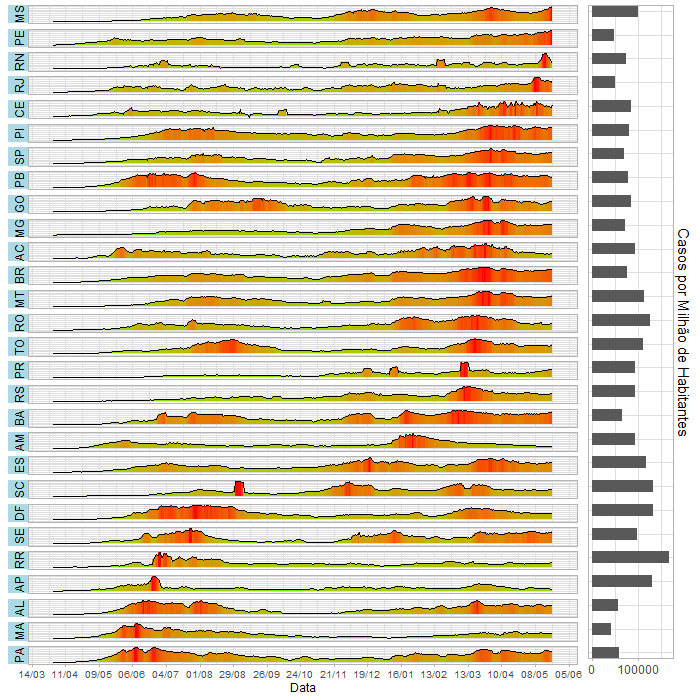 MS
PE
RN
RJ
CE
PI
SP
PB
GO
MG
AC
BR
MT
RO
TO
PR
RS
BA
AM
ES
SC
DF
SE
RR
AP
AL
MA
PA
14/03 11/04 09/05 06/06 04/07 01/08 29/08 26/09 24/10 21/11 19/12 16/01 13/02 13/03 10/04 08/05 05/06
Data
0 100000
Casos por Milhão de Habitantes